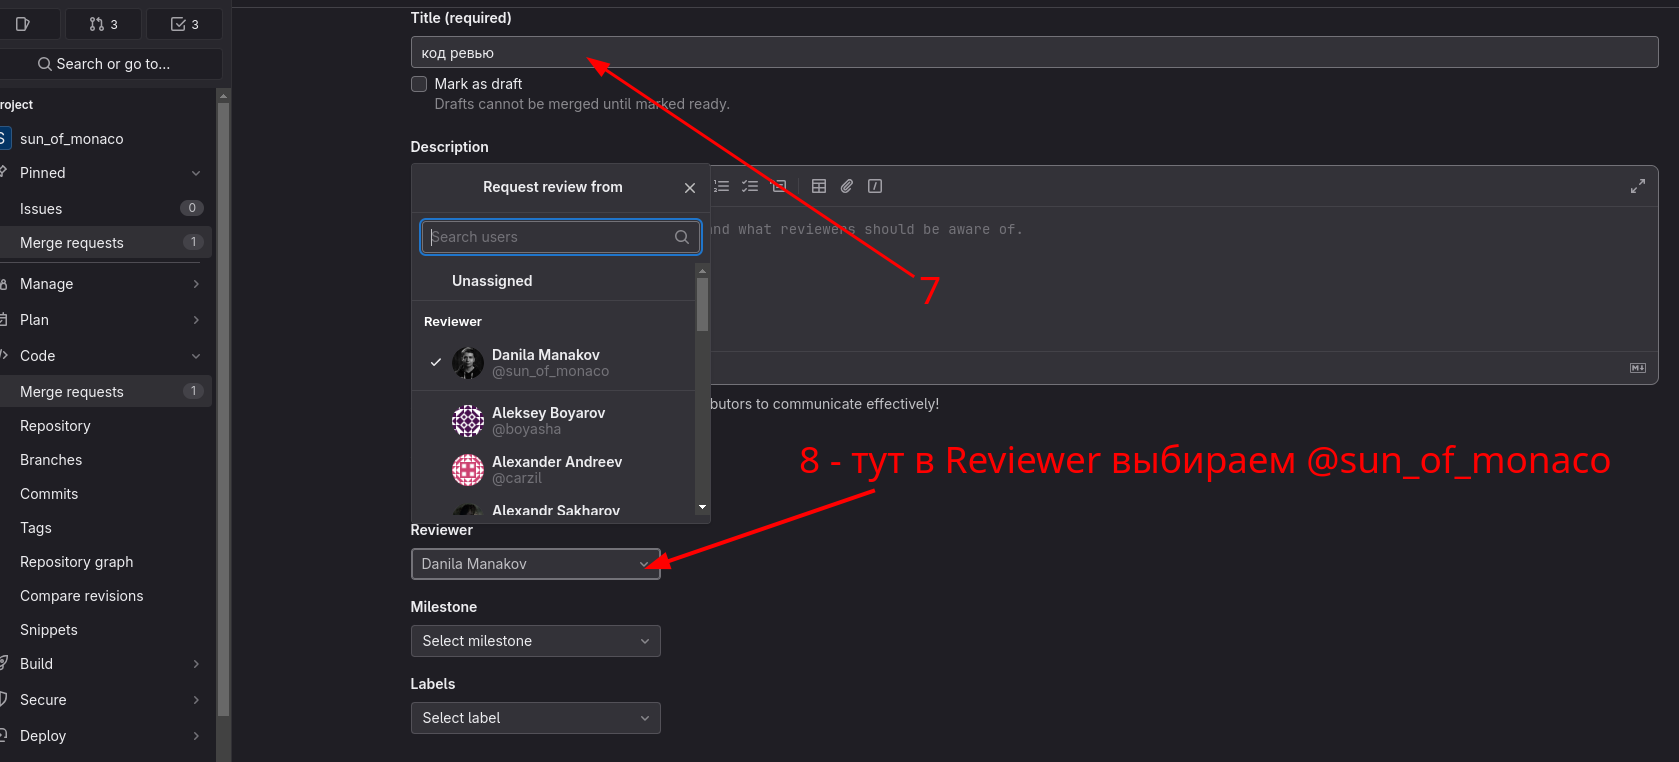 3
3
Search or go to...
roject
S
sun_of_monaco
Pinned
Issues
0
Merge requests
1
Manage
Plan
Code
Merge requests
1
Repository
Branches
Commits
Tags
Repository graph
Compare revisions
Snippets
Build
Secure
Deploy
Title (required)
код ревью
Mark as draft
Drafts cannot be merged until marked ready.
7
Description
Request review from
Search users
Unassigned
Reviewer
Danila Manakov
@sun_of_monaco
Aleksey Boyarov
@boyasha
Alexander Andreev
@carzil
Alexandr Sakharov
nd what reviewers should be aware of.
butors to communicate effectively!
8 - тут в Reviewer выбираем @sun_of_monaco
Reviewer
Danila Manakov
Milestone
Select milestone
Labels
Select label